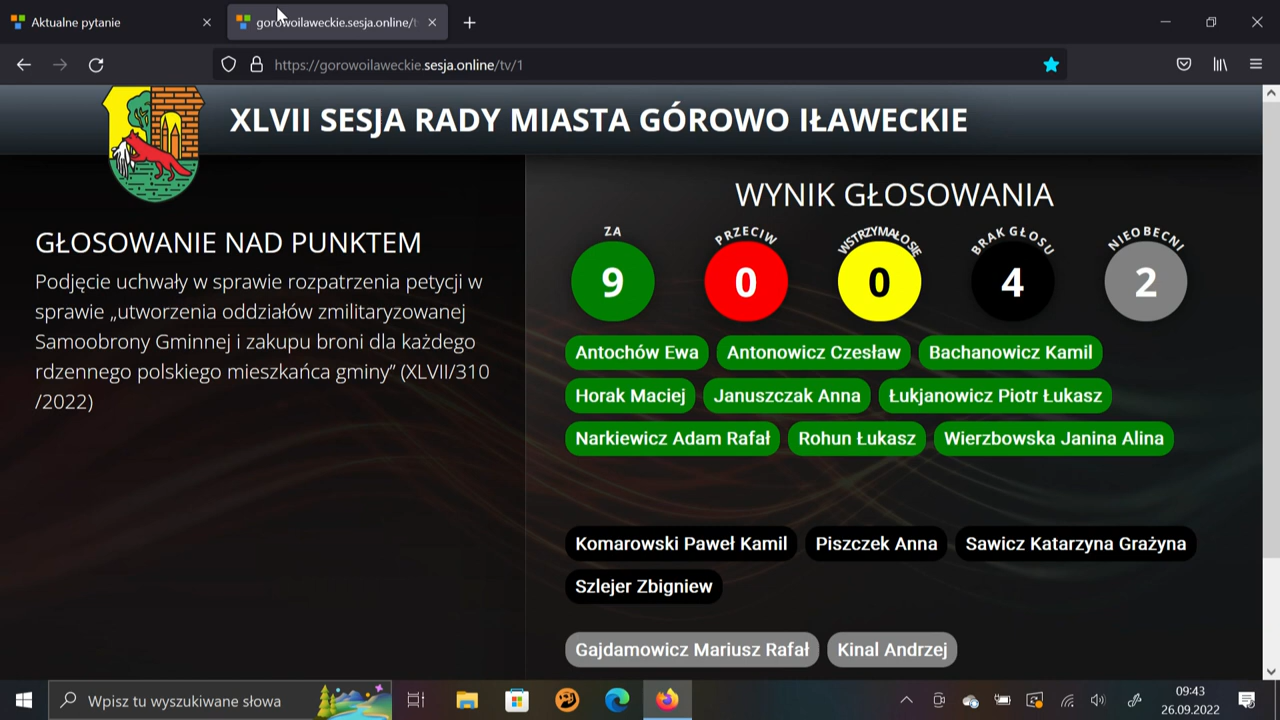 Aktualne pytanie
gorowoilaweckie.sesja.online/t
https://gorowoilaweckie.sesja.online/tv/1
XLVII SESJA RADY MIASTA GÓROWO IŁAWECKIE
GŁOSOWANIE NAD PUNKTEM
Podjęcie uchwały w sprawie rozpatrzenia petycji w
sprawie „utworzenia oddziałów zmilitaryzowanej
Samoobrony Gminnej i zakupu broni dla każdego
rdzennego polskiego mieszkańca gminy” (XLVII/310
/2022)
WYNIK GŁOSOWANIA
ZA PRZECIW WSTRZYMAŁO SIĘ BRAK GŁOSU NIEOBECNI
9 0 0 4 2
Antochów Ewa Antonowicz Czesław Bachanowicz Kamil
Horak Maciej Januszczak Anna Łukjanowicz Piotr Łukasz
Narkiewicz Adam Rafał Rohun Łukasz Wierzbowska Janina Alina
Komarowski Paweł Kamil Piszczek Anna Sawicz Katarzyna Grażyna
Szlejer Zbigniew
Gajdamowicz Mariusz Rafał Kinal Andrzej
Wpisz tu wyszukiwane słowa
09:43
26.09.2022